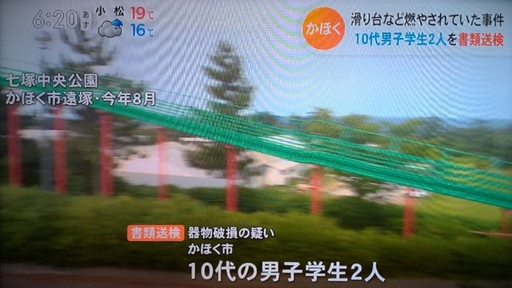 6:20
あす
小松
19℃
16℃
かほく
滑り台など燃やされていた事件
10代男子学生2人を書類送検
七塚中央公園
かほく市遠塚・今年8月
書類送検
器物破損の疑い
かほく市
10代の男子学生2人